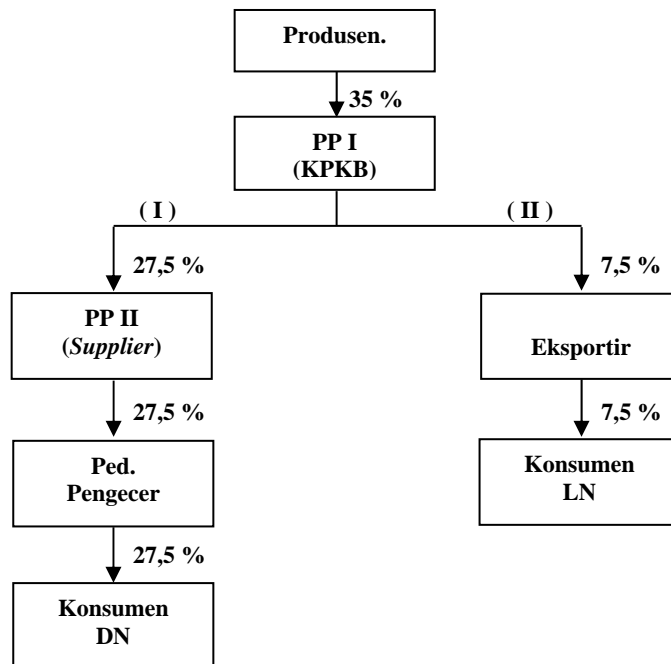 Produsen.
35 %
PP I
(KPKB)
( I )
( II )
27,5 %
7,5 %
PP II
(Supplier)
Eksportir
27,5 %
7,5 %
Ped.
Pengecer
Konsumen
LN
27,5 %
Konsumen
DN